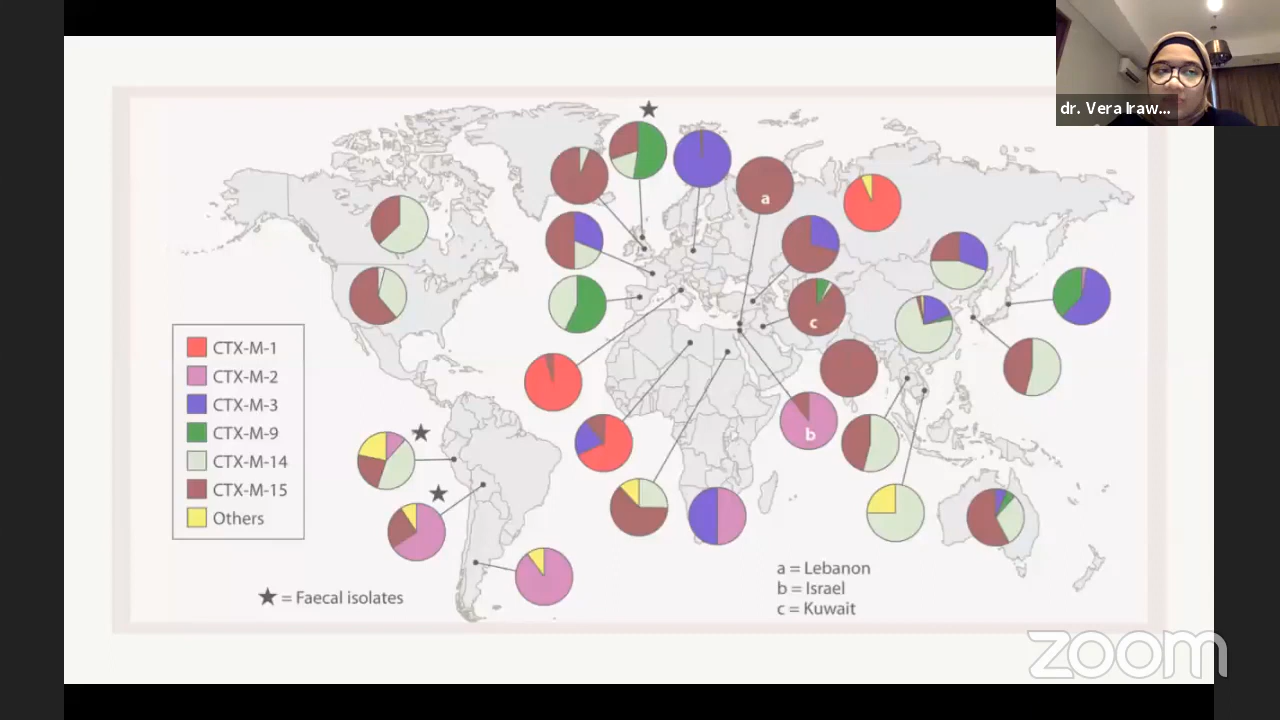 dr. Vera Iraw...
a
c
b
CTX-M-1
CTX-M-2
CTX-M-3
CTX-M-9
CTX-M-14
CTX-M-15
Others
★ = Faecal isolates
a = Lebanon
b = Israel
c = Kuwait
zoom